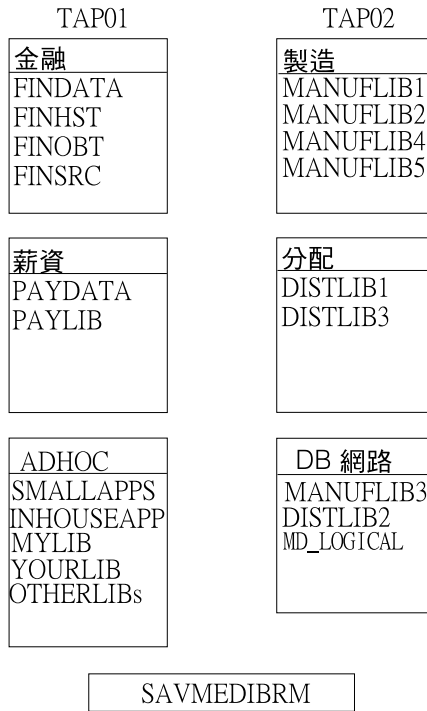 TAP01
金融
FINDATA
FINHST
FINOBT
FINSRC
薪資
PAYDATA
PAYLIB
ADHOC
SMALLAPPS
INHOUSEAPP
MYLIB
YOURLIB
OTHERLIBs
TAP02
製造
MANUFLIB1
MANUFLIB2
MANUFLIB4
MANUFLIB5
分配
DISTLIB1
DISTLIB3
DB 網路
MANUFLIB3
DISTLIB2
MD_LOGICAL
SAVMEDIBRM